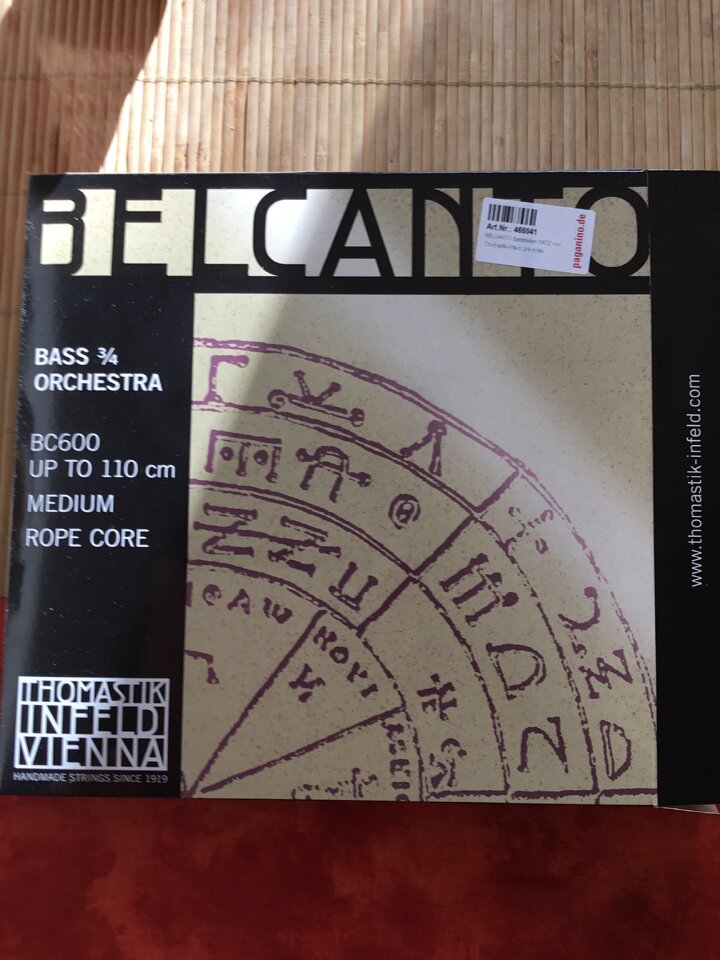 BELCANTO
Art.Nr.: 466041
paganino.de
BASS ¾
ORCHESTRA
BC600
UP TO 110 cm
MEDIUM
ROPE CORE
THOMASTIK
INFELD
VIENNA
HANDMADE STRINGS SINCE 1919
www.thomastik-infeld.com